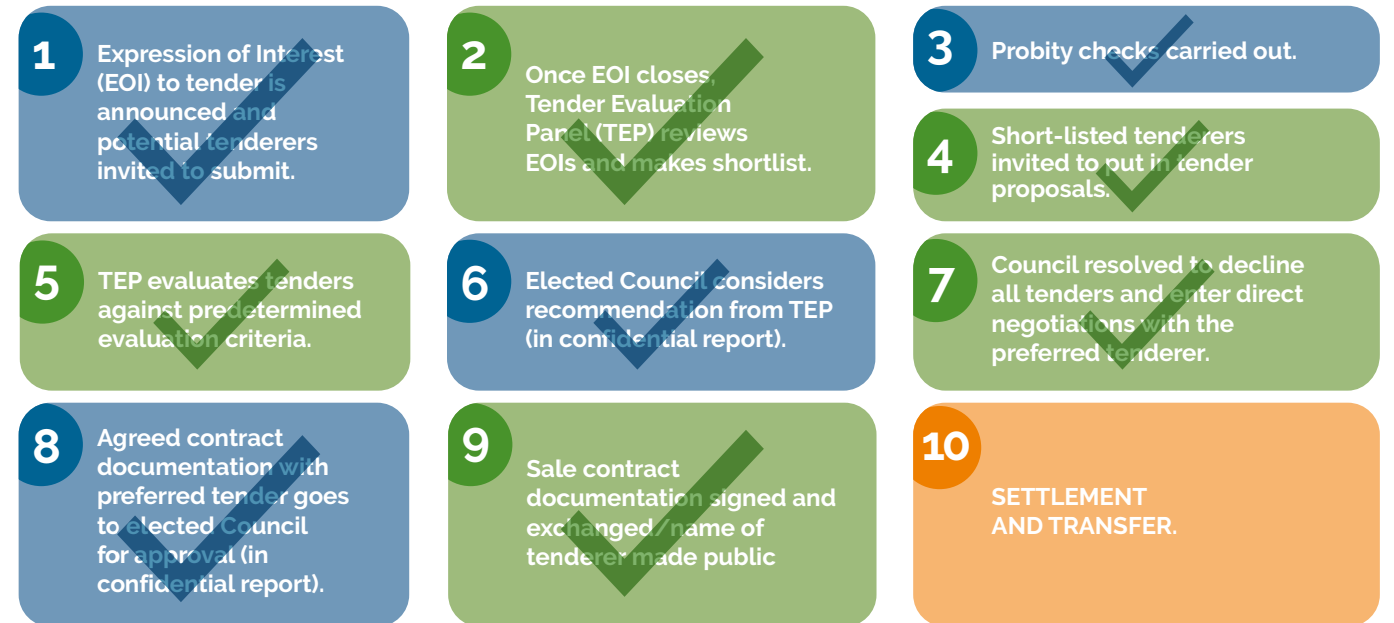 1
Expression of Interest
(EOI) to tender is
announced and
potential tenderers
invited to submit.
2
Once EOI closes,
Tender Evaluation
Panel (TEP) reviews
EOIs and makes shortlist.
3
Probity checks carried out.
4
Short-listed tenderers
invited to put in tender
proposals.
5
TEP evaluates tenders
against predetermined
evaluation criteria.
6
Elected Council considers
recommendation from TEP
(in confidential report).
7
Council resolved to decline
all tenders and enter direct
negotiations with the
preferred tenderer.
8
Agreed contract
documentation with
preferred tender goes
to elected Council
for approval (in
confidential report).
9
Sale contract
documentation signed and
exchanged/name of
tenderer made public
10
SETTLEMENT
AND TRANSFER.